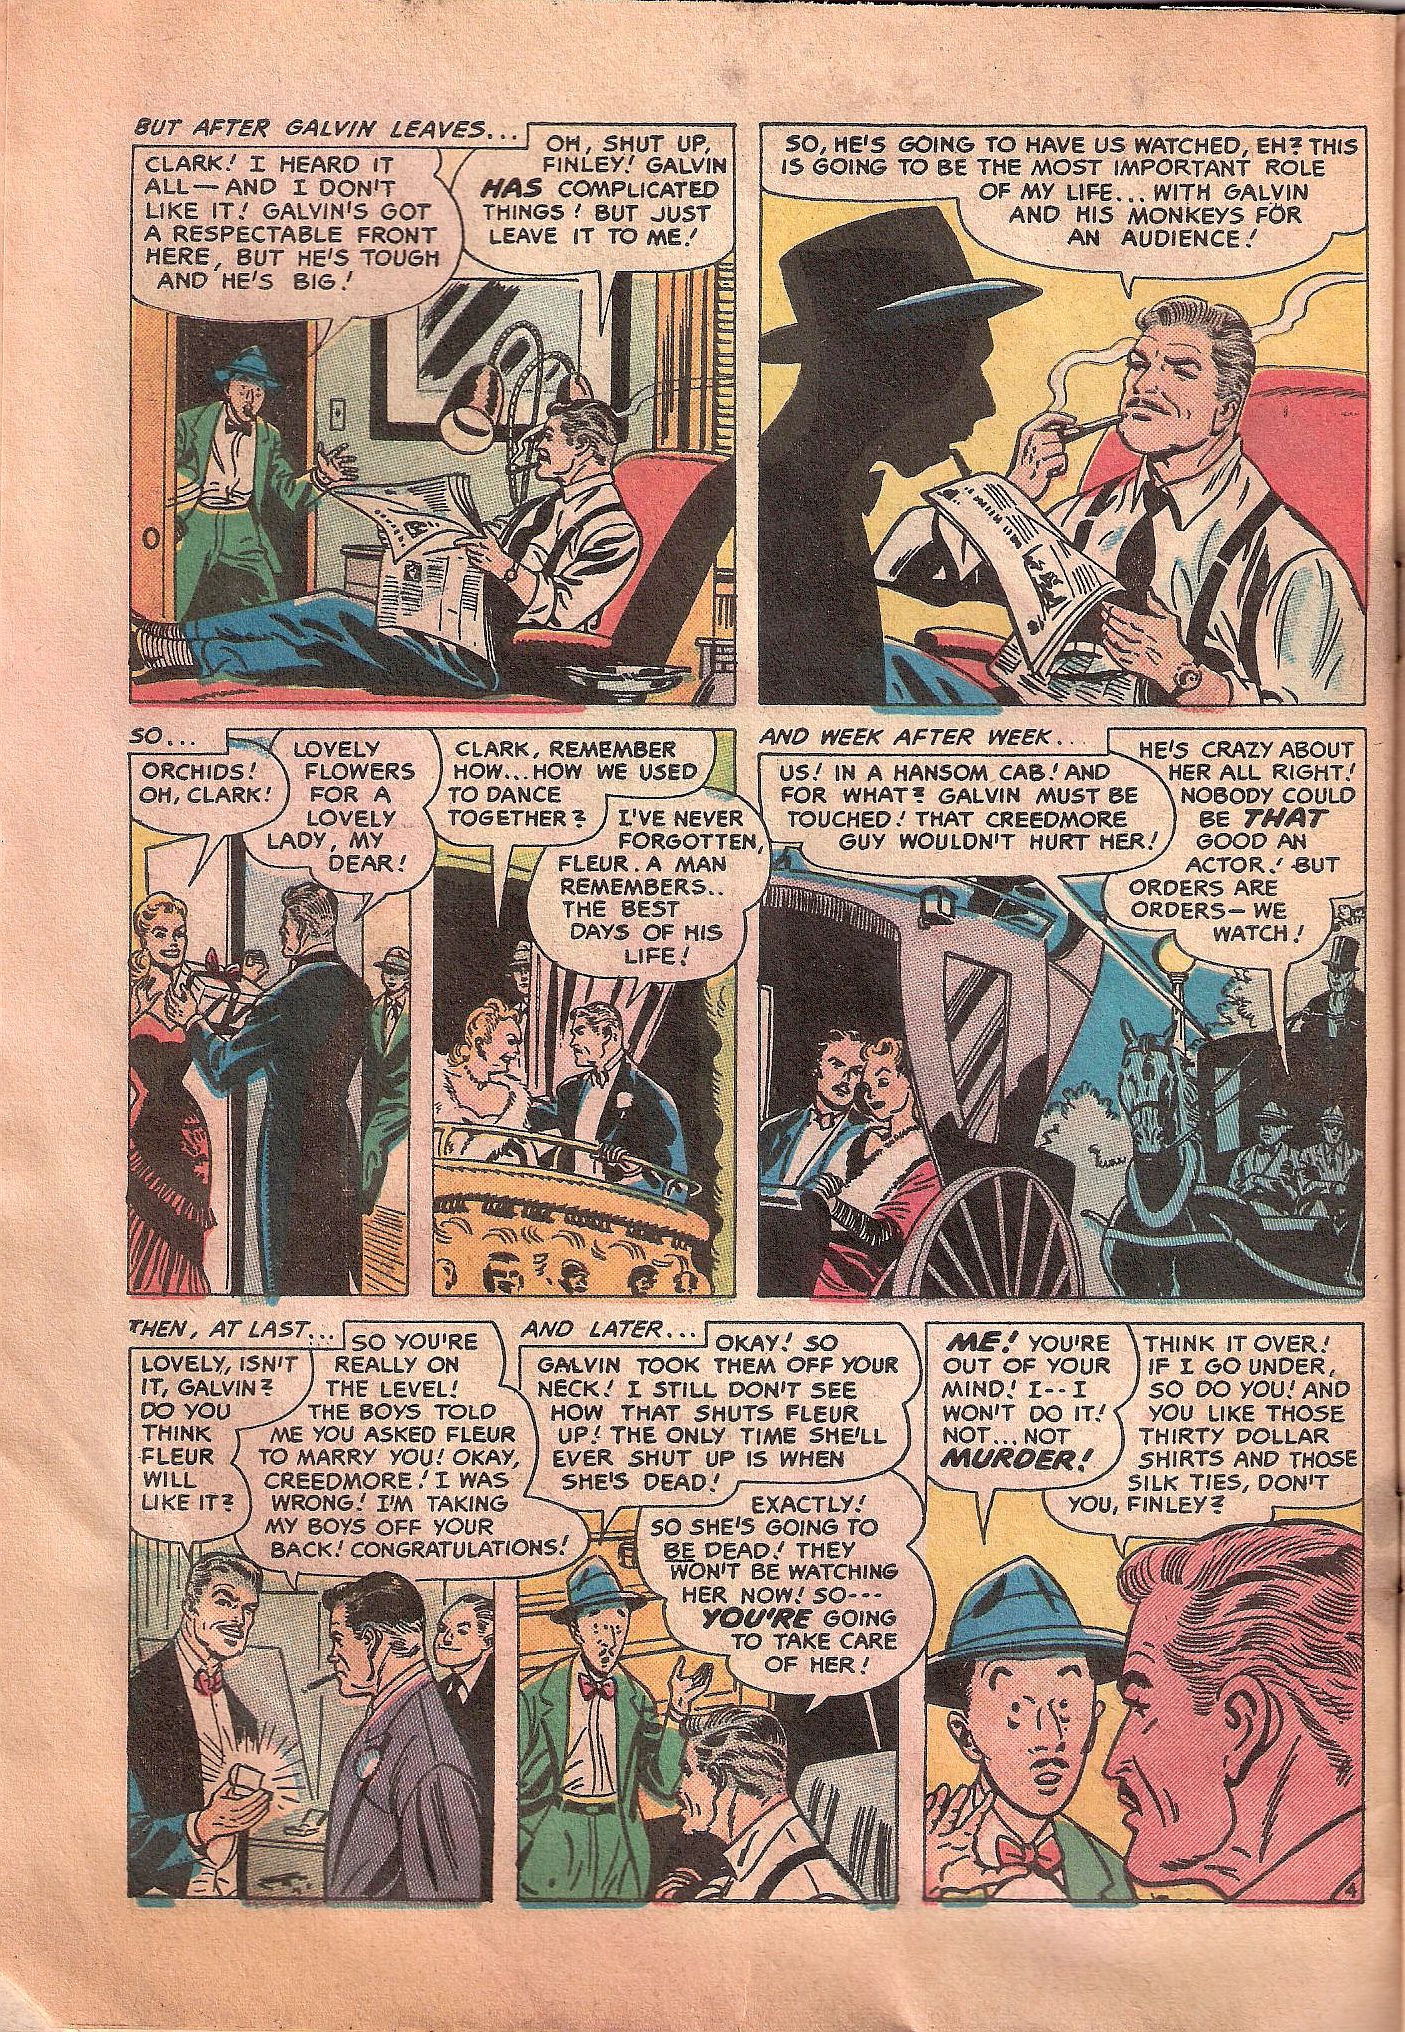 BUT AFTER GALVIN LEAVES...
CLARK! I HEARD IT
ALL—AND I DON'T
LIKE IT! GALVIN'S GOT
A RESPECTABLE FRONT
HERE, BUT HE'S TOUGH
AND HE'S BIG!
OH, SHUT UP,
FINLEY! GALVIN
HAS COMPLICATED
THINGS! BUT JUST
LEAVE IT TO ME!
SO, HE'S GOING TO HAVE US WATCHED, EH? THIS
IS GOING TO BE THE MOST IMPORTANT ROLE
OF MY LIFE... WITH GALVIN
AND HIS MONKEYS FOR
AN AUDIENCE!
SO...
ORCHIDS!
OH, CLARK!
LOVELY
FLOWERS
FOR A
LOVELY
LADY, MY
DEAR!
CLARK, REMEMBER
HOW... HOW WE USED
TO DANCE
TOGETHER?
I'VE NEVER
FORGOTTEN,
FLEUR. A MAN
REMEMBERS..
THE BEST
DAYS OF HIS
LIFE!
AND WEEK AFTER WEEK...
US! IN A HANSOM CAB! AND
FOR WHAT? GALVIN MUST BE
TOUCHED! THAT CREEDMORE
GUY WOULDN'T HURT HER!
HE'S CRAZY ABOUT
HER ALL RIGHT!
NOBODY COULD
BE THAT
GOOD AN
ACTOR! BUT
ORDERS ARE
ORDERS—WE
WATCH!
THEN, AT LAST...
LOVELY, ISN'T
IT, GALVIN?
DO YOU
THINK
FLEUR
WILL
LIKE IT?
SO YOU'RE
REALLY ON
THE LEVEL!
THE BOYS TOLD
ME YOU ASKED FLEUR
TO MARRY YOU! OKAY,
CREEDMORE! I WAS
WRONG! I'M TAKING
MY BOYS OFF YOUR
BACK! CONGRATULATIONS!
AND LATER...
OKAY! SO
GALVIN TOOK THEM OFF YOUR
NECK! I STILL DON'T SEE
HOW THAT SHUTS FLEUR
UP! THE ONLY TIME SHE'LL
EVER SHUT UP IS WHEN
SHE'S DEAD!
EXACTLY!
SO SHE'S GOING TO
BE DEAD! THEY
WON'T BE WATCHING
HER NOW! SO---
YOU'RE GOING
TO TAKE CARE
OF HER!
ME! YOU'RE
OUT OF YOUR
MIND! I--I
WON'T DO IT!
NOT... NOT
MURDER!
THINK IT OVER!
IF I GO UNDER,
SO DO YOU! AND
YOU LIKE THOSE
THIRTY DOLLAR
SHIRTS AND THOSE
SILK TIES, DON'T
YOU, FINLEY?
4